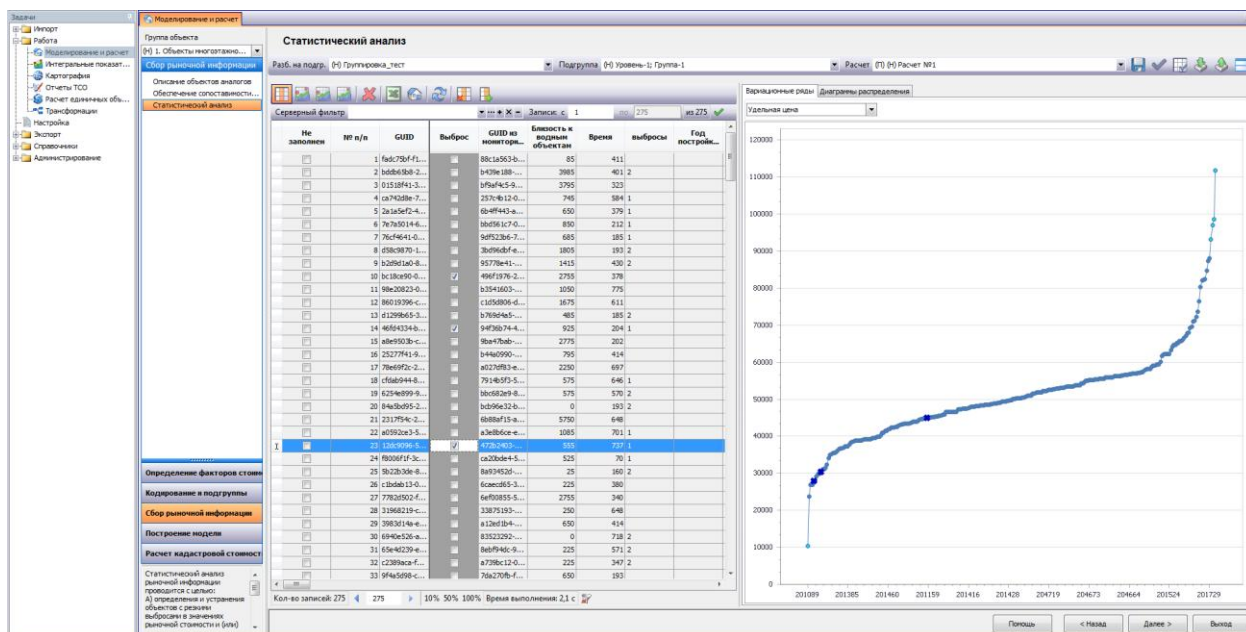 Задачи
Импорт
Работа
Моделирование и расчет
Интегральные показат...
Картография
Отчеты ТСО
Расчет единичных объ...
Трансформации
Настройка
Экспорт
Справочники
Администрирование
Моделирование и расчет
Группа объекта
(Н) 1. Объекты многоэтажно...
Сбор рыночной информации
Описание объектов аналогов
Обеспечение сопоставимости...
Статистический анализ
Определение факторов стоим
Кодирование и подгруппы
Сбор рыночной информации
Построение модели
Расчет кадастровой стоимост
Статистический анализ
рыночной информации
проводится с целью:
А) определения и устранения
объектов с резкими
выбросами в значениях
рыночной стоимости и (или)
Статистический анализ
Разб. на подгр. (Н) Группировка_тест Подгруппа (Н) Уровень-1; Группа-1 Расчет (П) (Н) Расчет №1
Серверный фильтр Записи: с 1 по 275 из 275
Не заполнен № п/п GUID Выброс GUID из монитори... Близость к водным объектам Время выбросы Год постройк...
1 fadc75bf-f1... 88c1a563-b... 85 411
2 bddb65b8-2... b439e188-... 3985 401 2
3 01518f41-3... bf9af4c5-9... 3795 323
4 ca742d8e-7... 257c4b12-0... 745 584 1
5 2a1a5ef2-4... 6b4ff443-a... 650 379 1
6 7e7a5014-6... bbd561c7-0... 850 212 1
7 76cf4641-0... 9df523b6-7... 685 185 1
8 d58c9870-1... 3bd96dbf-e... 1805 193 2
9 b2d9d1a0-8... 95778e41-... 1415 430 2
10 bc18ce90-0... 496f1976-2... 2755 378
11 98e20823-0... b3541603-... 1050 775
12 86019396-c... c1d5d806-d... 1675 611
13 d1299b65-3... b769d4a5-... 485 185 2
14 46fd4334-b... 94f36b74-4... 925 204 1
15 a8e9503b-c... 9ba47bab-... 2775 202
16 25277f41-9... b44a0990-... 795 414
17 78e69f2c-2... a027df83-e... 2250 697
18 cfdab944-8... 7914b5f3-5... 575 646 1
19 6254e899-9... bbc682e9-8... 575 570 2
20 84e5bd95-2... bcb96e32-b... 0 193 2
21 2317f54c-2... 6b88af15-a... 5750 648
22 a0592ce3-5... a3e8b6ce-e... 1085 701 1
23 12dc9096-5... 472b2403-... 555 737 1
24 f8006f1f-3c... ca20bde4-5... 525 70 1
25 5b22b3de-8... 8a93452d-... 25 160 2
26 c1bdab13-0... 6caecd65-3... 225 380
27 7782d502-f... 6ef00855-5... 2755 340
28 31968219-c... 33875193-... 250 648
29 3983d14a-e... a12ed1b4-... 650 414
30 6940e526-a... 83523292-... 0 718 2
31 65e4d239-e... 8ebf94dc-9... 225 571 2
32 c2389aca-f... a739bc12-0... 225 347 2
33 9f4a5d98-c... 7da270fb-f... 650 193
Кол-во записей: 275 275 10% 50% 100% Время выполнения: 2,1 с
Вариационные ряды Диаграммы распределения
Удельная цена
120000
110000
100000
90000
80000
70000
60000
50000
40000
30000
20000
10000
0
201089 201385 201460 201159 201416 201428 204719 204673 204664 201524 201729
Помощь < Назад Далее > Выход